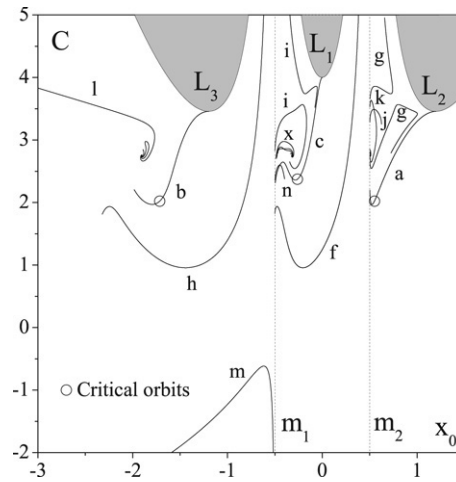 C
5
4
3
2
1
0
-1
-2
L₃
L₁
L₂
l
i
i
x
c
n
b
h
f
g
k
j
g
a
m
Critical orbits
m₁
m₂
x₀
-3
-2
-1
0
1